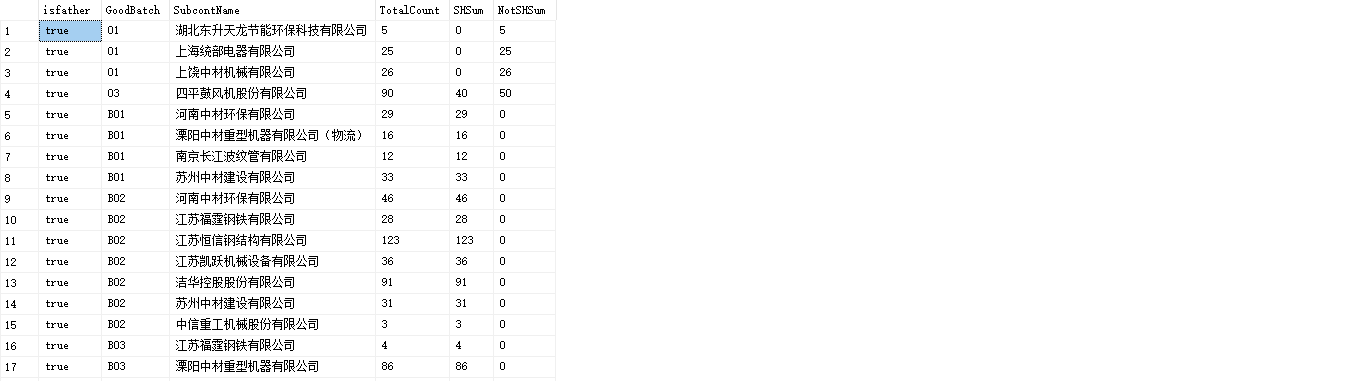 isfather GoodBatch SubcontName TotalCount SHSum NotSHSum
1 true 01 湖北东升天龙节能环保科技有限公司 5 0 5
2 true 01 上海统部电器有限公司 25 0 25
3 true 01 上饶中材机械有限公司 26 0 26
4 true 03 四平鼓风机股份有限公司 90 40 50
5 true B01 河南中材环保有限公司 29 29 0
6 true B01 溧阳中材重型机器有限公司（物流） 16 16 0
7 true B01 南京长江波纹管有限公司 12 12 0
8 true B01 苏州中材建设有限公司 33 33 0
9 true B02 河南中材环保有限公司 46 46 0
10 true B02 江苏福霆钢铁有限公司 28 28 0
11 true B02 江苏恒信钢结构有限公司 123 123 0
12 true B02 江苏凯跃机械设备有限公司 36 36 0
13 true B02 洁华控股股份有限公司 91 91 0
14 true B02 苏州中材建设有限公司 31 31 0
15 true B02 中信重工机械股份有限公司 3 3 0
16 true B03 江苏福霆钢铁有限公司 4 4 0
17 true B03 溧阳中材重型机器有限公司 86 86 0